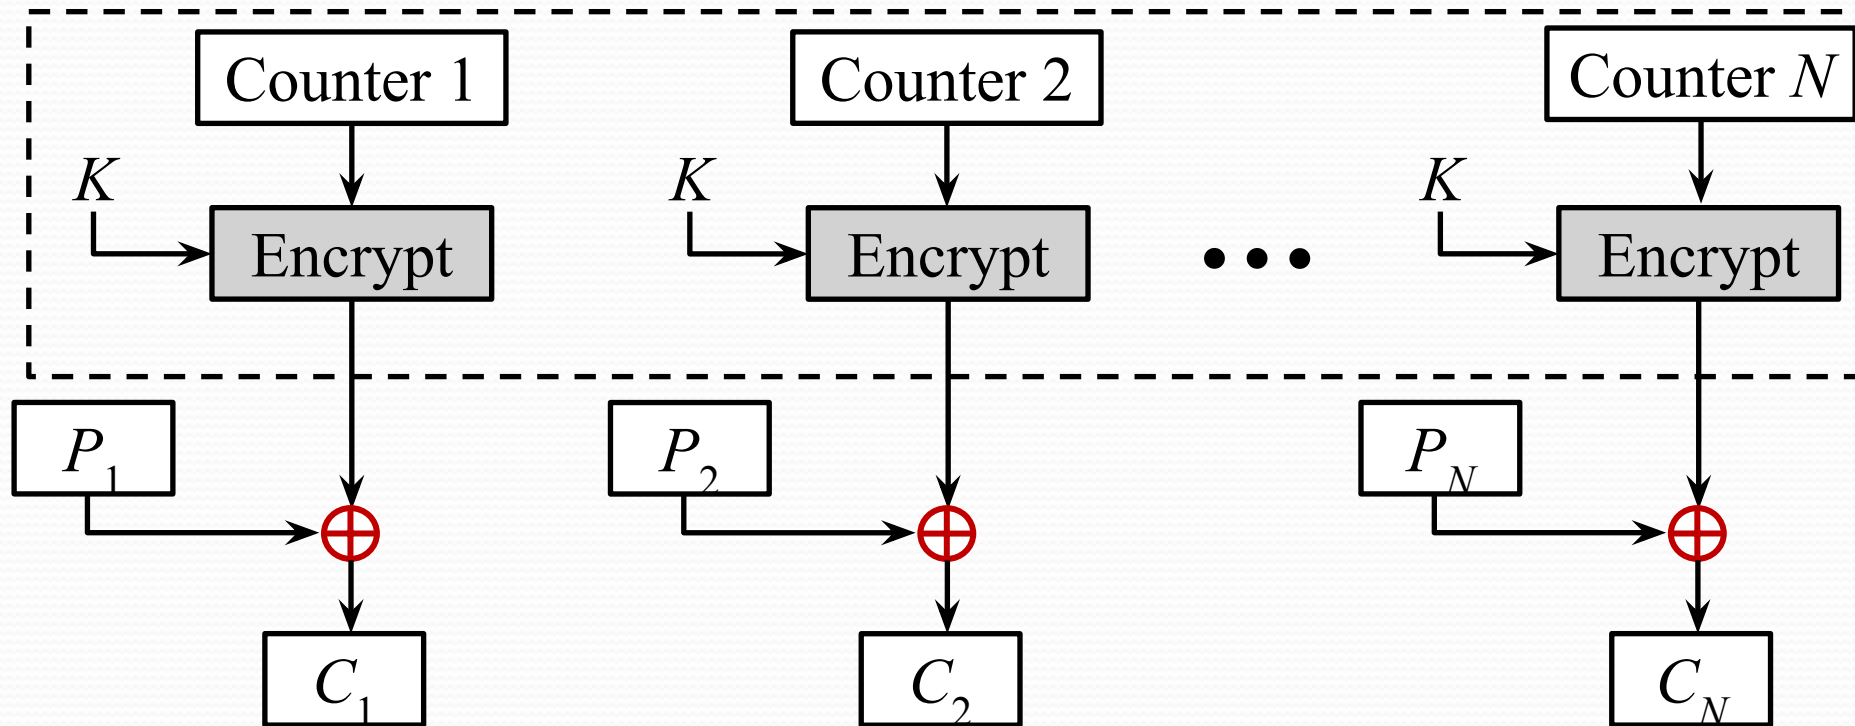 Counter 1 Counter 2 Counter N
K K K
Encrypt Encrypt ••• Encrypt
P1 P2 PN
C1 C2 CN